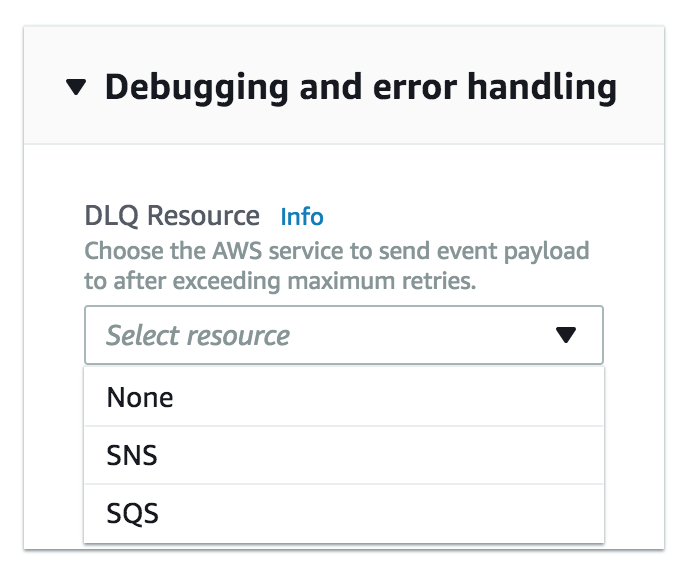 Debugging and error handling
DLQ Resource Info
Choose the AWS service to send event payload
to after exceeding maximum retries.
Select resource
None
SNS
SQS